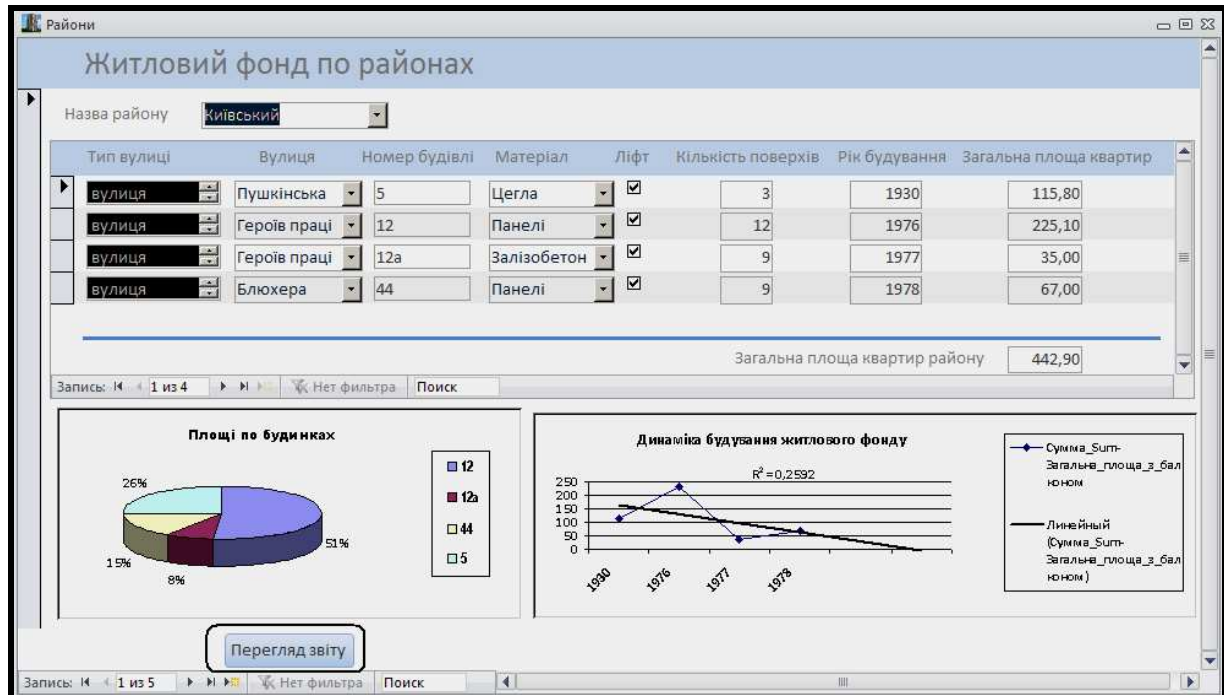 Райони
Житловий фонд по районах
Назва району Київський
Тип вулиці Вулиця Номер будівлі Матеріал Ліфт Кількість поверхів Рік будування Загальна площа квартир
вулиця Пушкінська 5 Цегла 3 1930 115,80
вулиця Героїв праці 12 Панелі 12 1976 225,10
вулиця Героїв праці 12а Залізобетон 9 1977 35,00
вулиця Блюхера 44 Панелі 9 1978 67,00
Загальна площа квартир району 442,90
Запись: 1 из 4 Нет фильтра Поиск
Площі по будинках
26%
51%
15%
8%
12
12а
44
5
Динаміка будування житлового фонду
R²=0,2592
250
200
150
100
50
0
1930 1976 1977 1978
Сумма_Sum-
Загальна_площа_з_бал
коном
Линейный
(Сумма_Sum-
Загальна_площа_з_бал
коном)
Перегляд звіту
Запись: 1 из 5 Нет фильтра Поиск